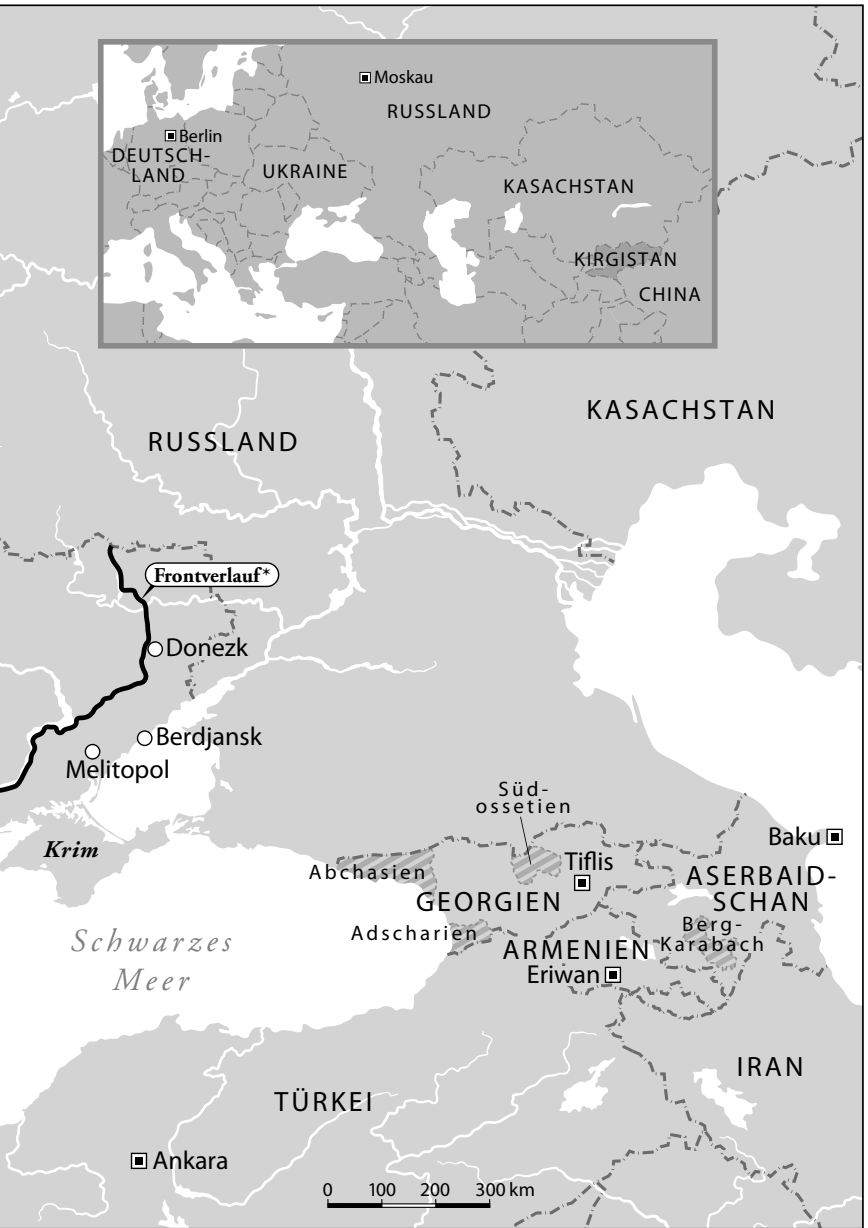 Moskau
RUSSLAND
Berlin
DEUTSCH-
LAND
UKRAINE
KASACHSTAN
KIRGISTAN
CHINA
KASACHSTAN
RUSSLAND
Frontverlauf*
Donezk
Berdjansk
Melitopol
Krim
Süd-
ossetien
Baku
Tiflis
Abchasien
ASERBAID-
SCHAN
GEORGIEN
Adscharien
Berg-
Karabach
ARMENIEN
Eriwan
Schwarzes
Meer
IRAN
TÜRKEI
Ankara
0 100 200 300 km